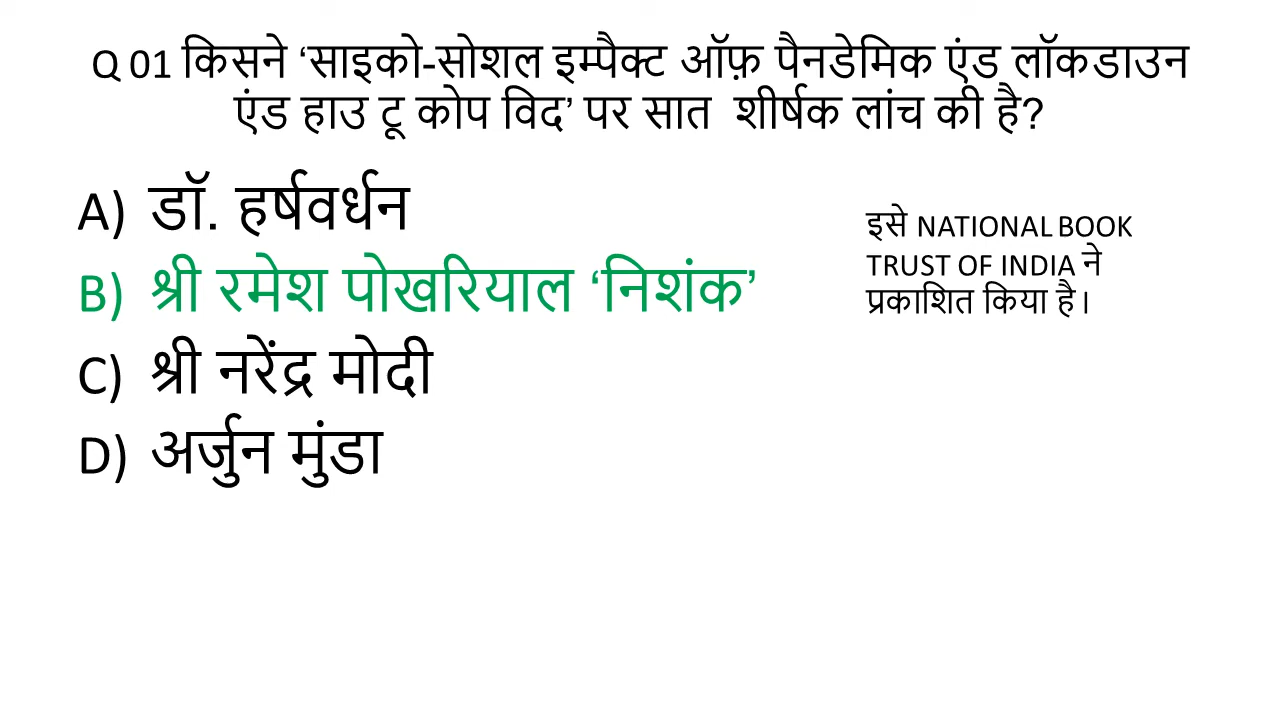 Q 01 किसने ‘साइको-सोशल इम्पैक्ट ऑफ़ पैनडेमिक एंड लॉकडाउन
एंड हाउ टू कोप विद’ पर सात शीर्षक लांच की है?
A) डॉ. हर्षवर्धन
B) श्री रमेश पोखरियाल ‘निशंक’
C) श्री नरेंद्र मोदी
D) अर्जुन मुंडा
इसे NATIONAL BOOK
TRUST OF INDIA ने
प्रकाशित किया है।